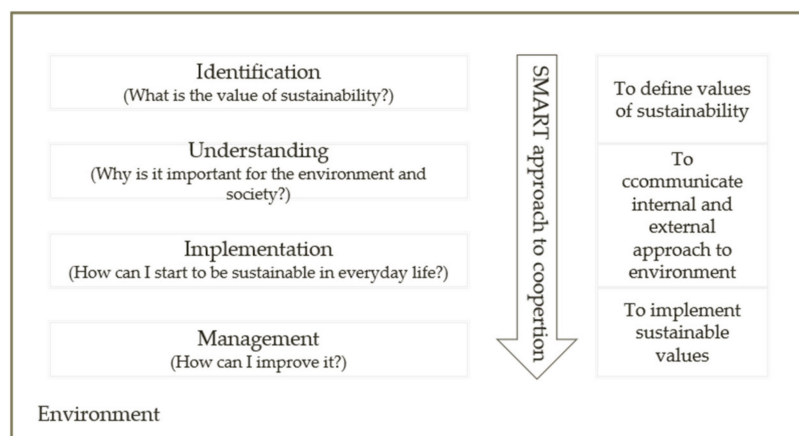 Identification
(What is the value of sustainability?)
Understanding
(Why is it important for the environment and
society?)
Implementation
(How can I start to be sustainable in everyday life?)
Management
(How can I improve it?)
SMART approach to coopertion
To define values
of sustainability
To
ccommunicate
internal and
external
approach to
environment
To implement
sustainable
values
Environment